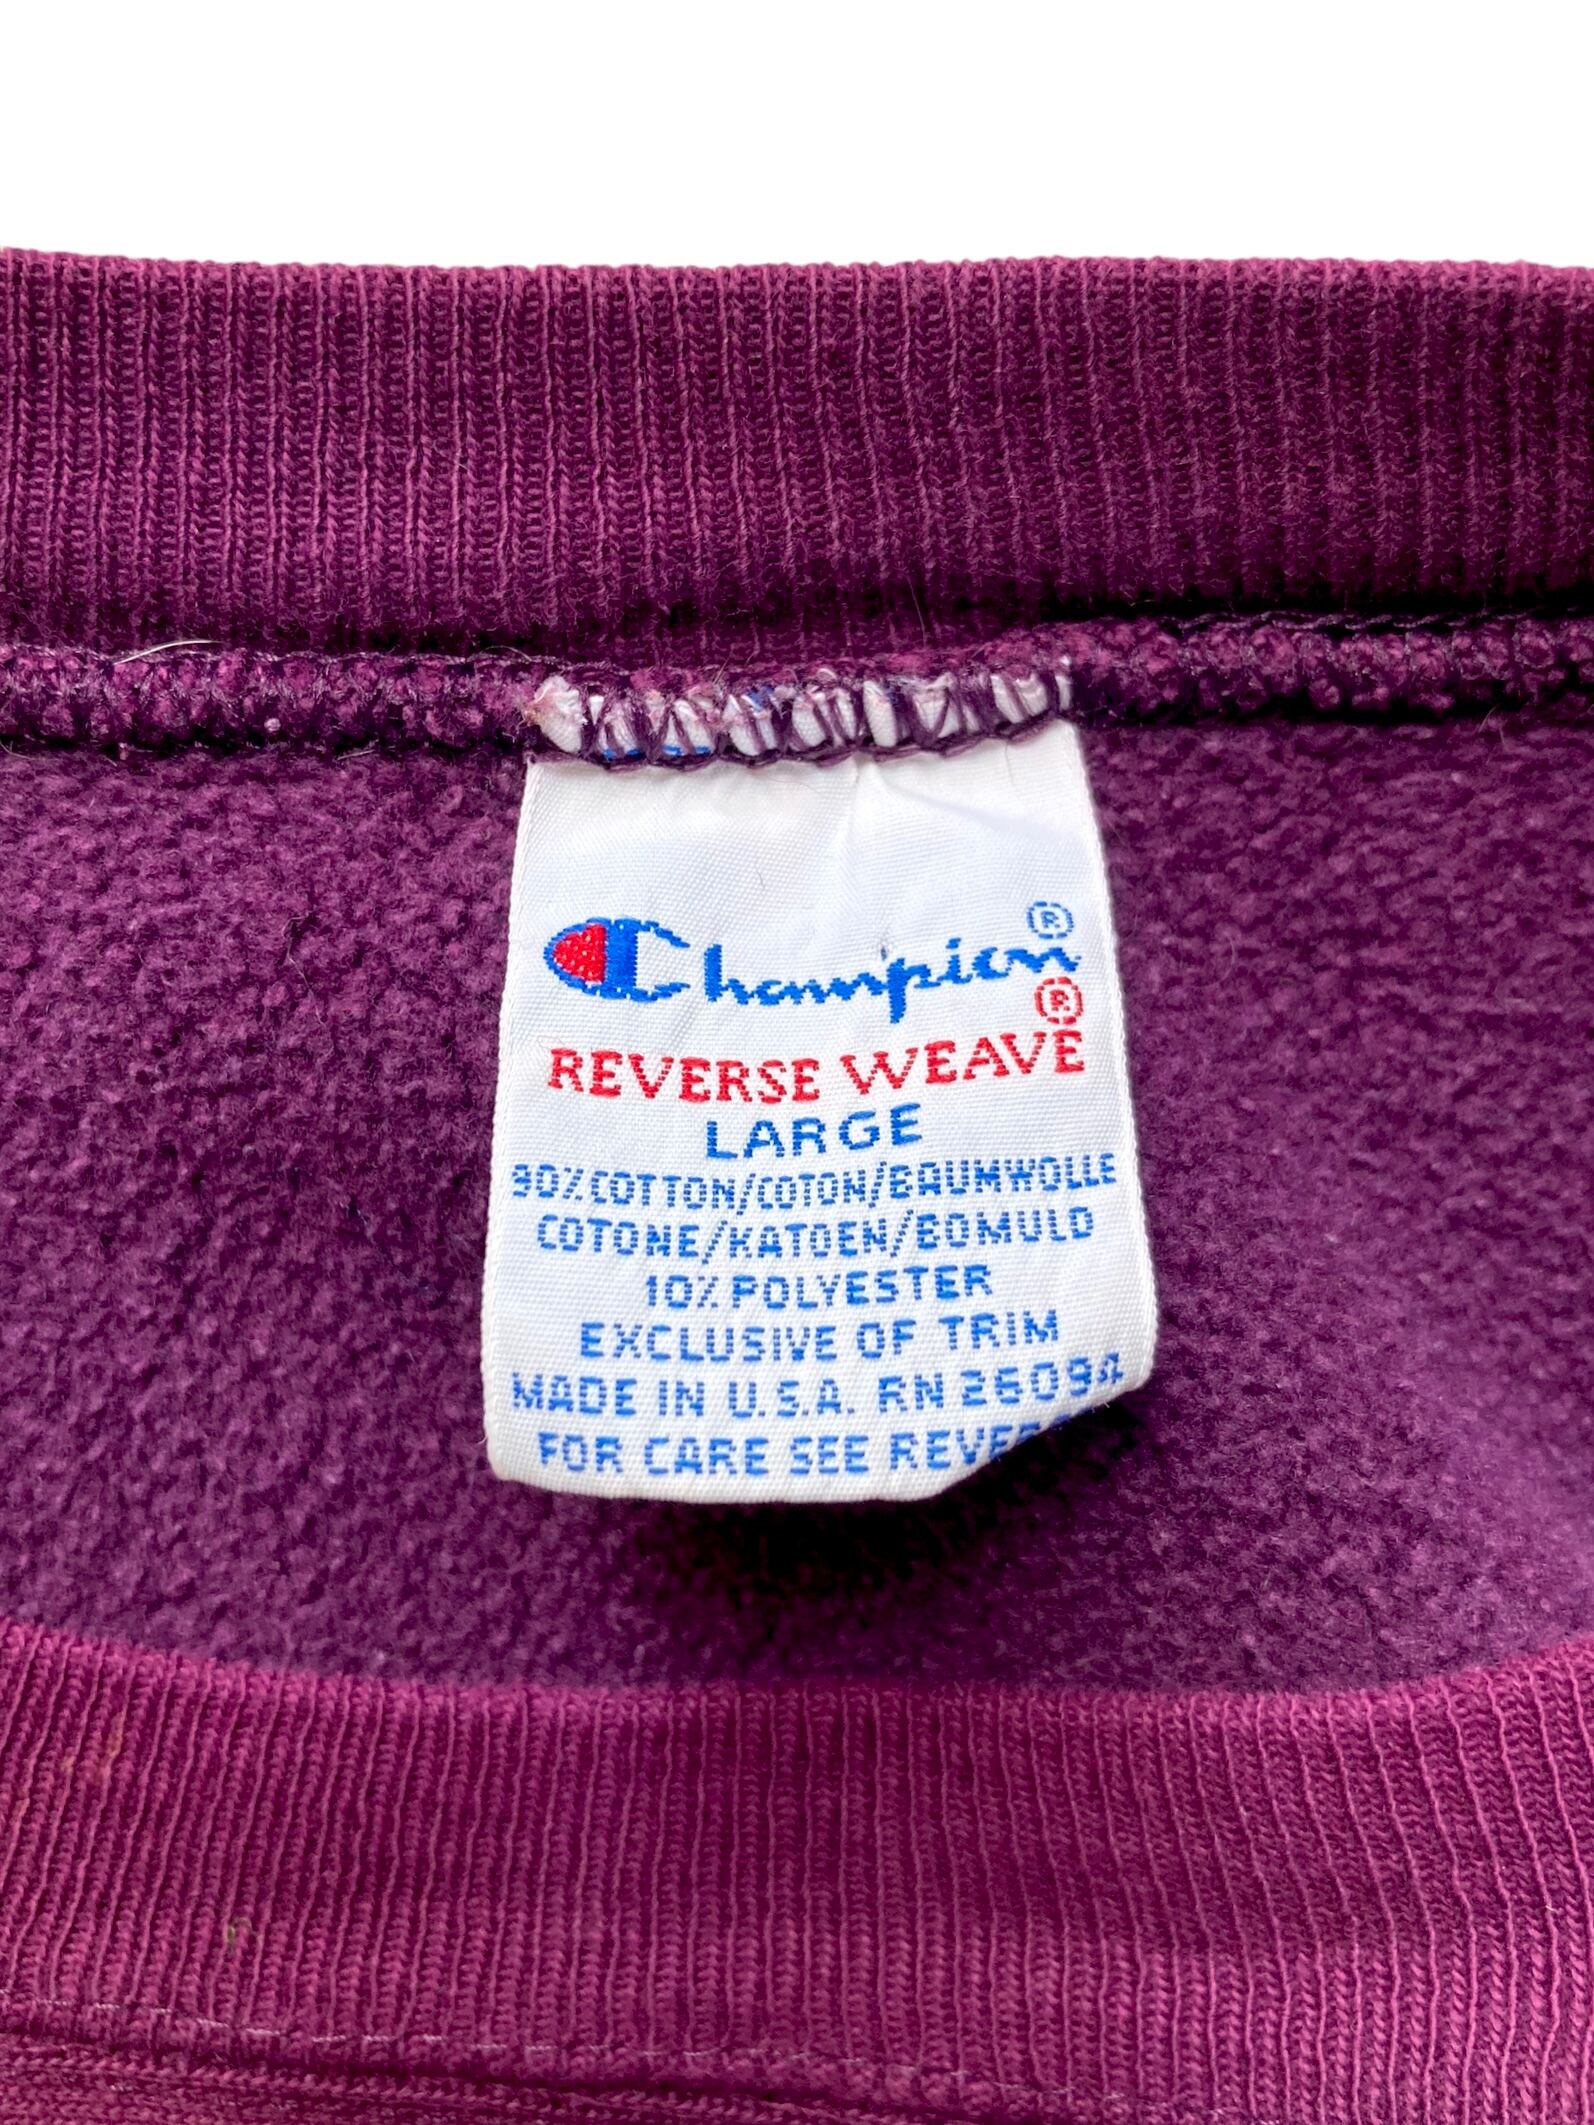 Champion®
REVERSE WEAVE®
LARGE
90% COTTON/COTON/BAUMWOLLE
COTONE/KATOEN/BOMULD
10% POLYESTER
EXCLUSIVE OF TRIM
MADE IN U.S.A. RN 26094
FOR CARE SEE